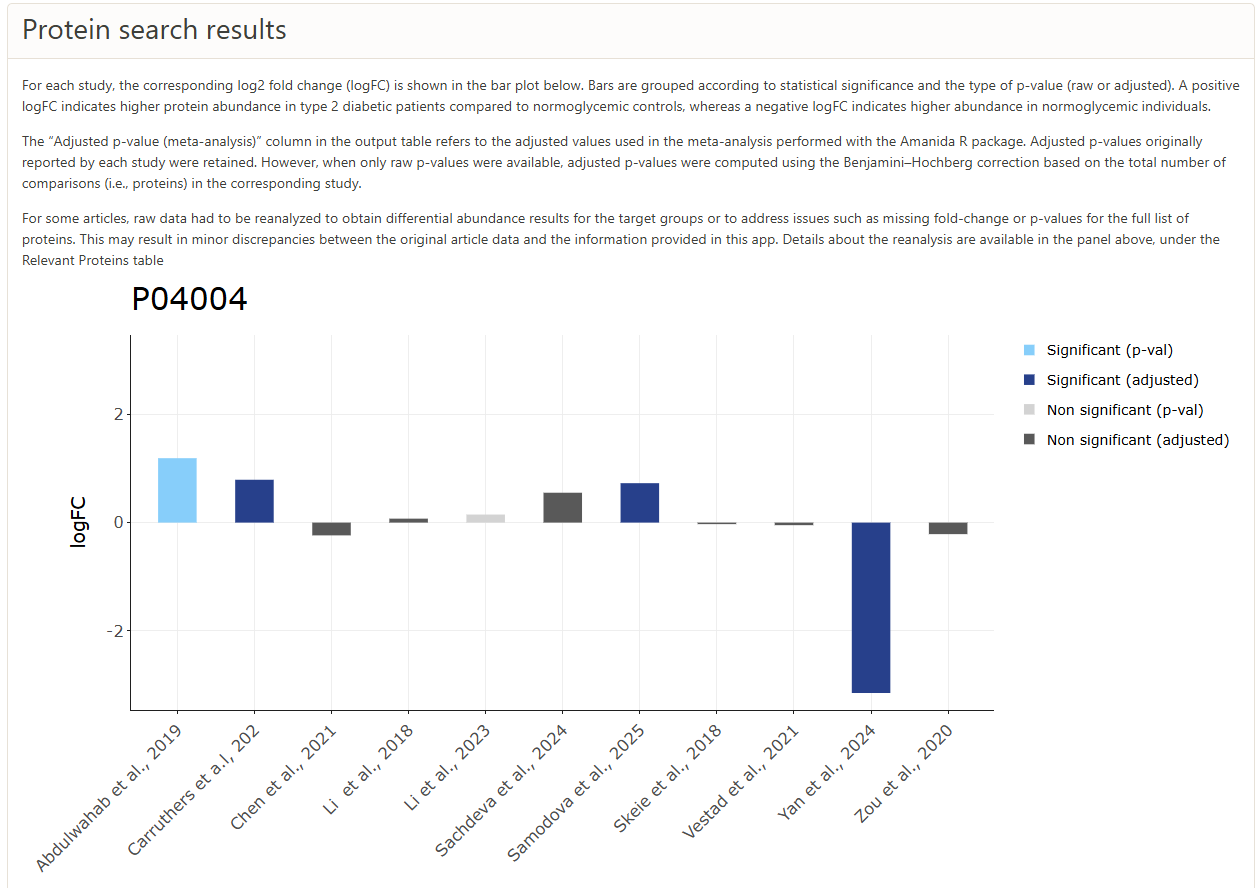 Protein search results
For each study, the corresponding log2 fold change (logFC) is shown in the bar plot below. Bars are grouped according to statistical significance and the type of p-value (raw or adjusted). A positive
logFC indicates higher protein abundance in type 2 diabetic patients compared to normoglycemic controls, whereas a negative logFC indicates higher abundance in normoglycemic individuals.
The “Adjusted p-value (meta-analysis)” column in the output table refers to the adjusted values used in the meta-analysis performed with the Amanida R package. Adjusted p-values originally
reported by each study were retained. However, when only raw p-values were available, adjusted p-values were computed using the Benjamini–Hochberg correction based on the total number of
comparisons (i.e., proteins) in the corresponding study.
For some articles, raw data had to be reanalyzed to obtain differential abundance results for the target groups or to address issues such as missing fold-change or p-values for the full list of
proteins. This may result in minor discrepancies between the original article data and the information provided in this app. Details about the reanalysis are available in the panel above, under the
Relevant Proteins table
P04004
Significant (p-val)
Significant (adjusted)
Non significant (p-val)
Non significant (adjusted)
logFC
2
0
-2
Abdulwahab et al., 2019
Carruthers et a.l, 202
Chen et al., 2021
Li  et al., 2018
Li et al., 2023
Sachdeva et al., 2024
Samodova et al., 2025
Skeie et al., 2018
Vestad et al., 2021
Yan et al., 2024
Zou et al., 2020